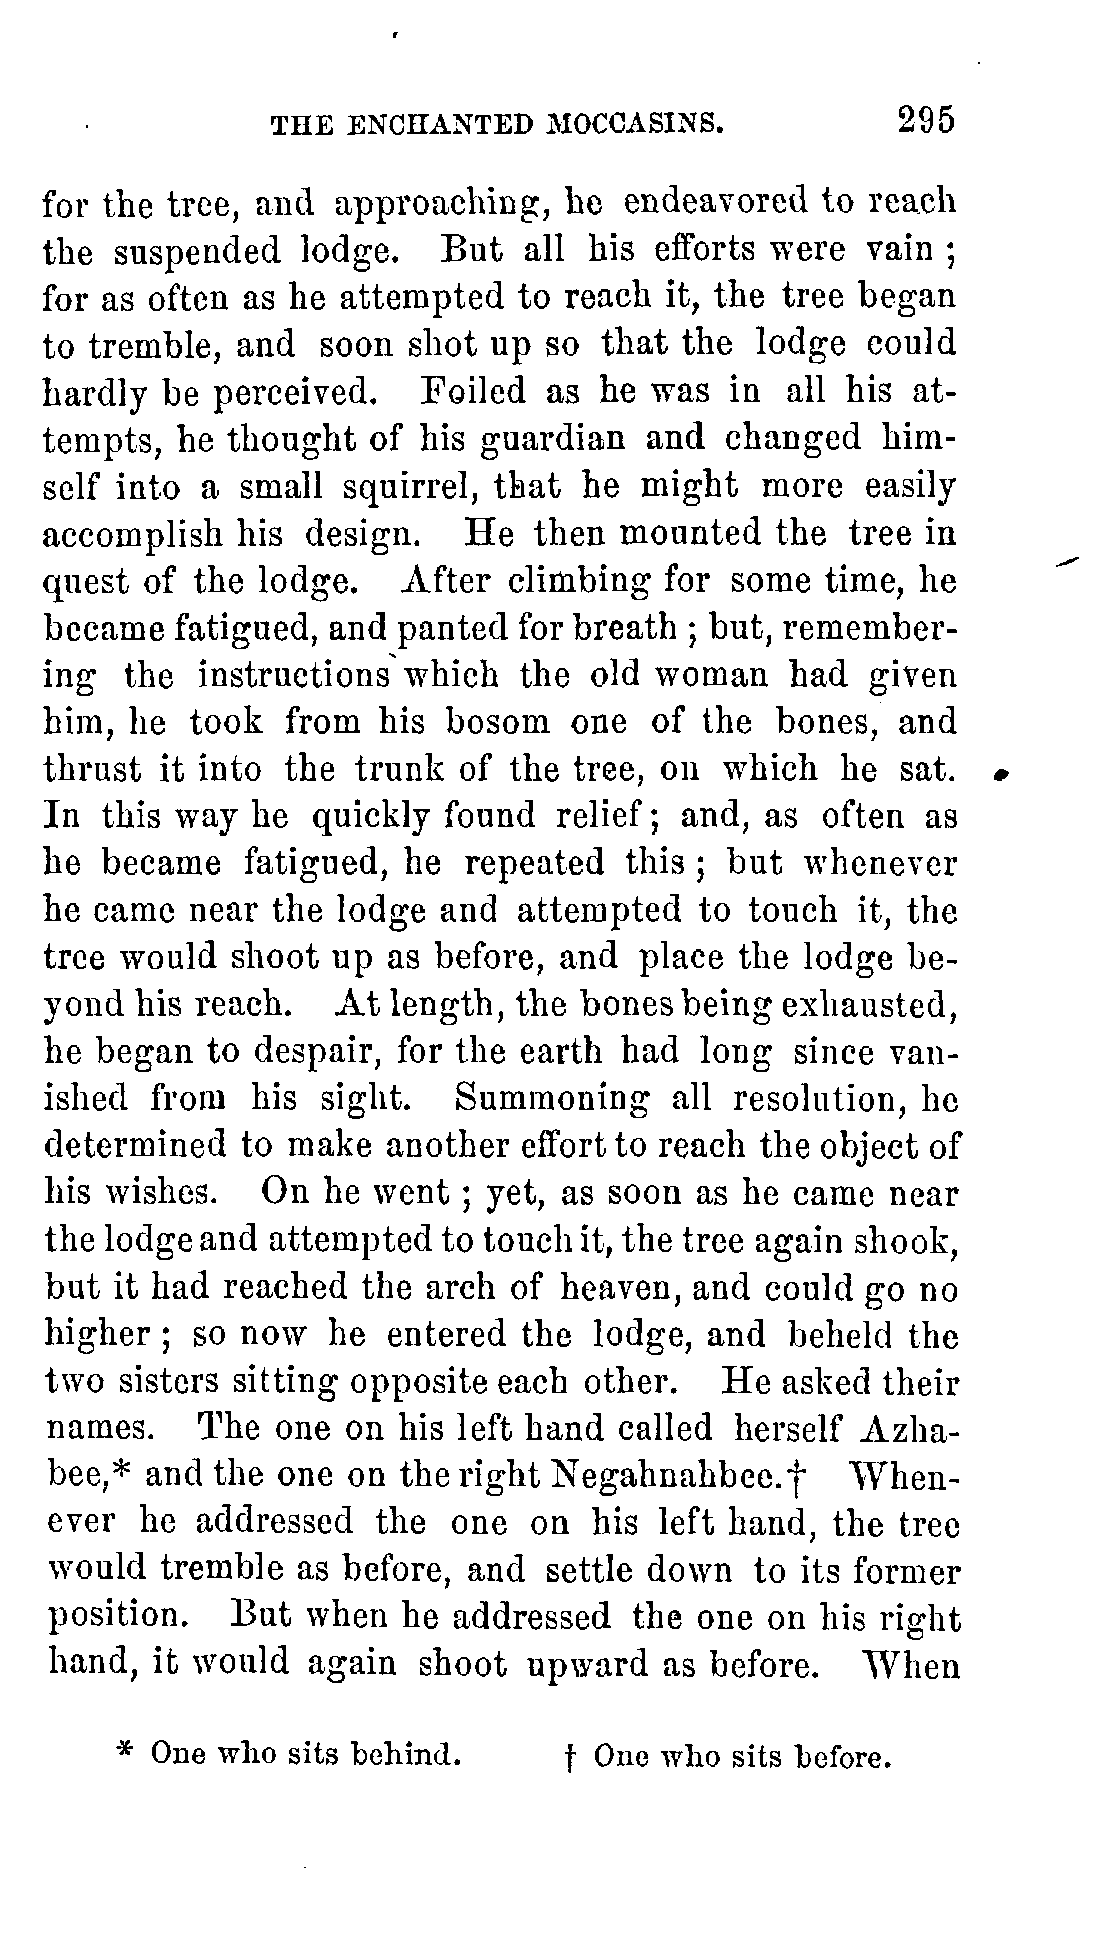 THE ENCHANTED MOCCASINS. 295
for the tree, and approaching, he endeavored to reach
the suspended lodge. But all his efforts were vain ;
for as often as he attempted to reach it, the tree began
to tremble, and soon shot up so that the lodge could
hardly be perceived. Foiled as he was in all his at-
tempts, he thought of his guardian and changed him-
self into a small squirrel, that he might more easily
accomplish his design. He then mounted the tree in
quest of the lodge. After climbing for some time, he
became fatigued, and panted for breath ; but, remember-
ing the instructions which the old woman had given
him, he took from his bosom one of the bones, and
thrust it into the trunk of the tree, on which he sat.
In this way he quickly found relief ; and, as often as
he became fatigued, he repeated this ; but whenever
he came near the lodge and attempted to touch it, the
tree would shoot up as before, and place the lodge be-
yond his reach. At length, the bones being exhausted,
he began to despair, for the earth had long since van-
ished from his sight. Summoning all resolution, he
determined to make another effort to reach the object of
his wishes. On he went ; yet, as soon as he came near
the lodge and attempted to touch it, the tree again shook,
but it had reached the arch of heaven, and could go no
higher ; so now he entered the lodge, and beheld the
two sisters sitting opposite each other. He asked their
names. The one on his left hand called herself Azha-
bee,* and the one on the right Negahnahbee.† When-
ever he addressed the one on his left hand, the tree
would tremble as before, and settle down to its former
position. But when he addressed the one on his right
hand, it would again shoot upward as before. When
* One who sits behind. † One who sits before.